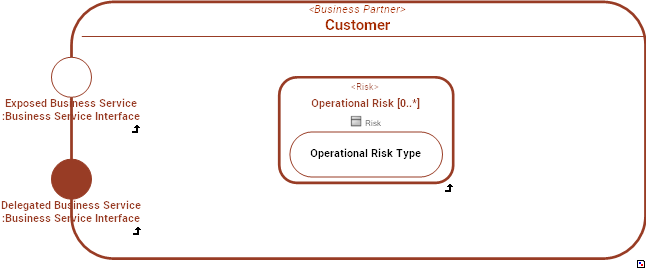 <Business Partner>
Customer
Exposed Business Service
:Business Service Interface
<Risk>
Operational Risk [0..*]
Risk
Operational Risk Type
Delegated Business Service
:Business Service Interface